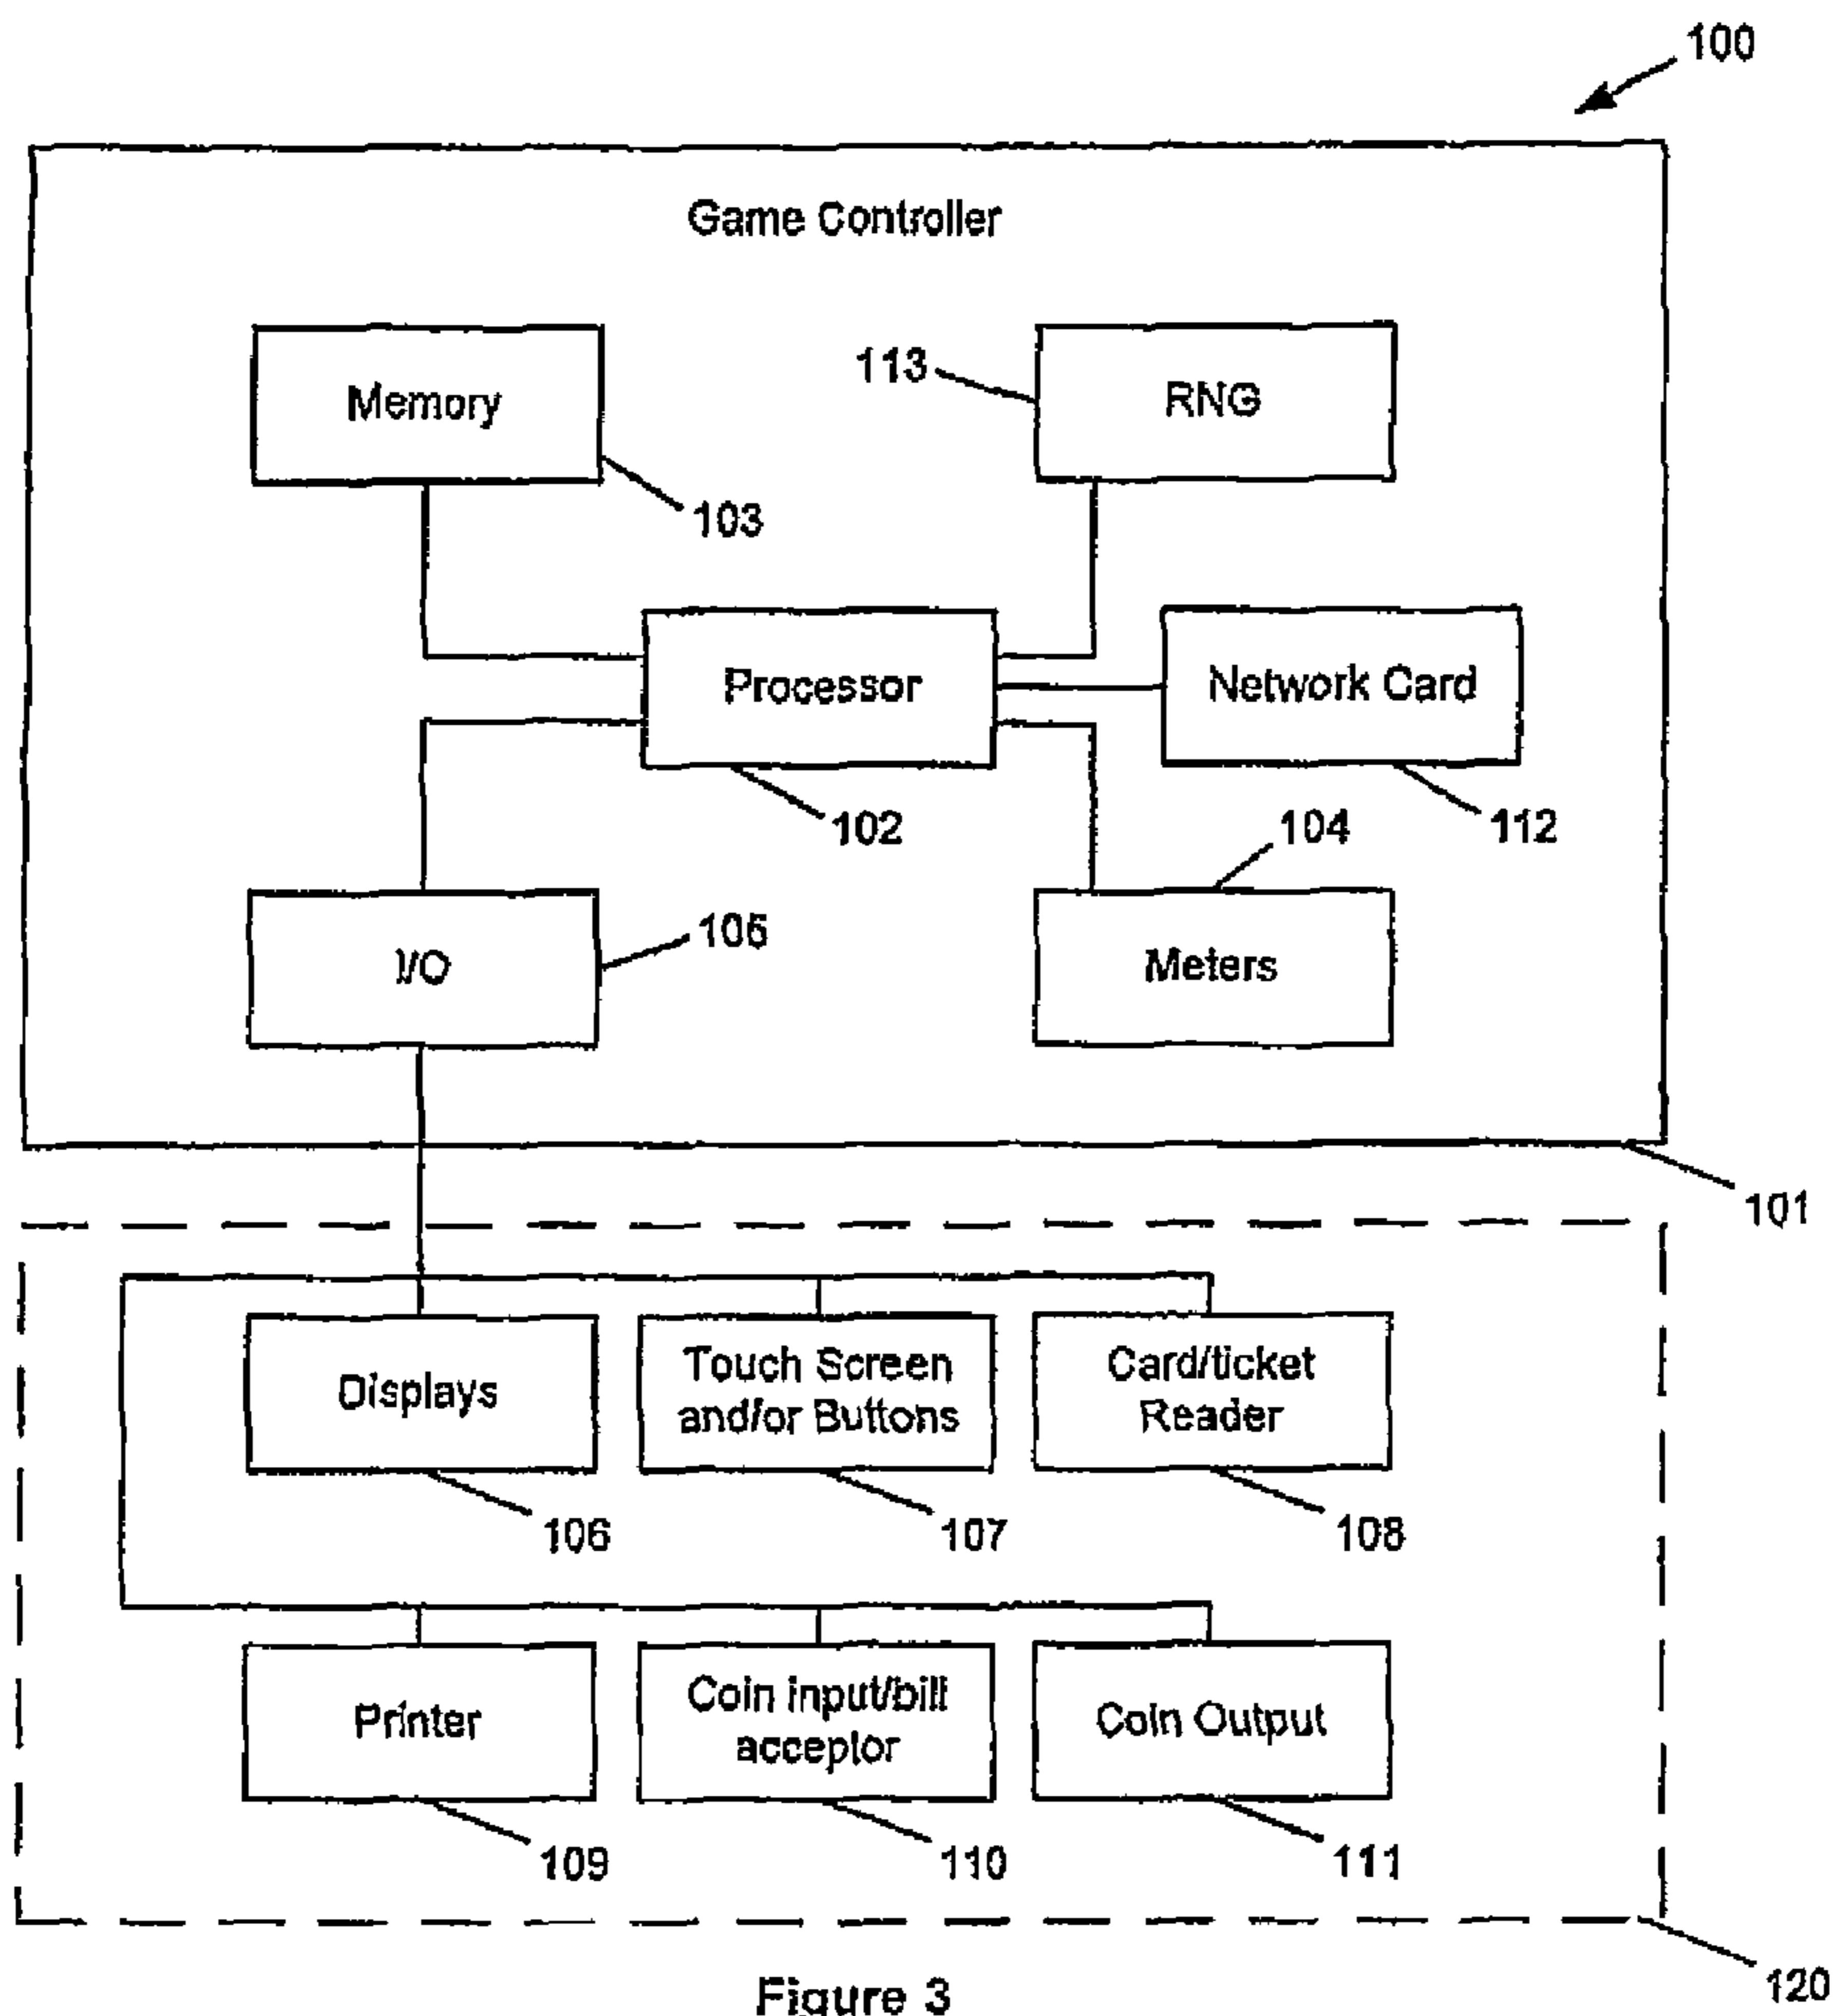 100
Game Controller
Memory
113
RNG
103
Processor
Network Card
102
104
112
I/O
105
Meters
101
Displays
Touch Screen
and/or Buttons
Card/ticket
Reader
106
107
108
Printer
Coin input/bill
acceptor
Coin Output
109
110
111
120
Figure 3